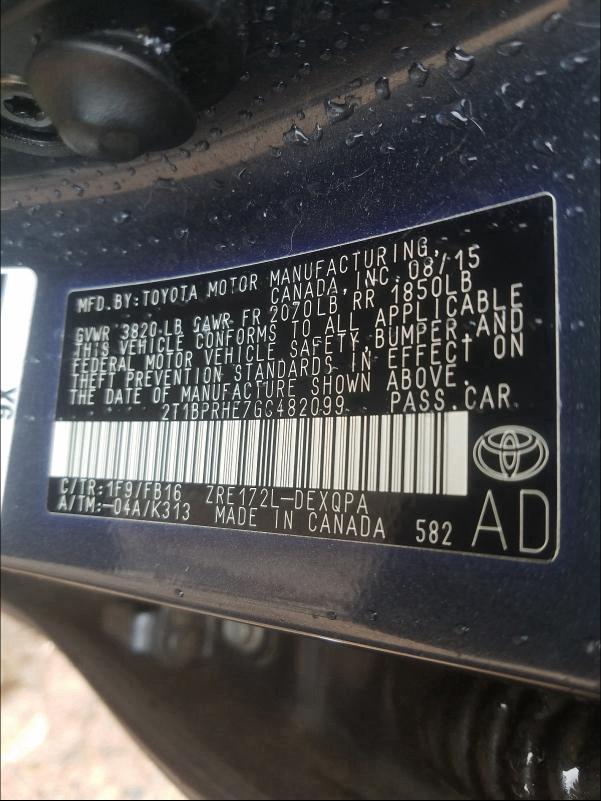 MFD. BY: TOYOTA MOTOR MANUFACTURING,
CANADA, INC. 08/15
GVWR 3820 LB GAWR FR 2070LB, RR 1850LB
THIS VEHICLE CONFORMS TO ALL APPLICABLE
FEDERAL MOTOR VEHICLE SAFETY, BUMPER AND
THEFT PREVENTION STANDARDS IN EFFECT ON
THE DATE OF MANUFACTURE SHOWN ABOVE.
2T1BPRHE7GC482099 PASS. CAR
C/TR: 1F9/FB16 ZRE172L-DEXQPA
A/TM:-04A/K313 MADE IN CANADA 582 AD